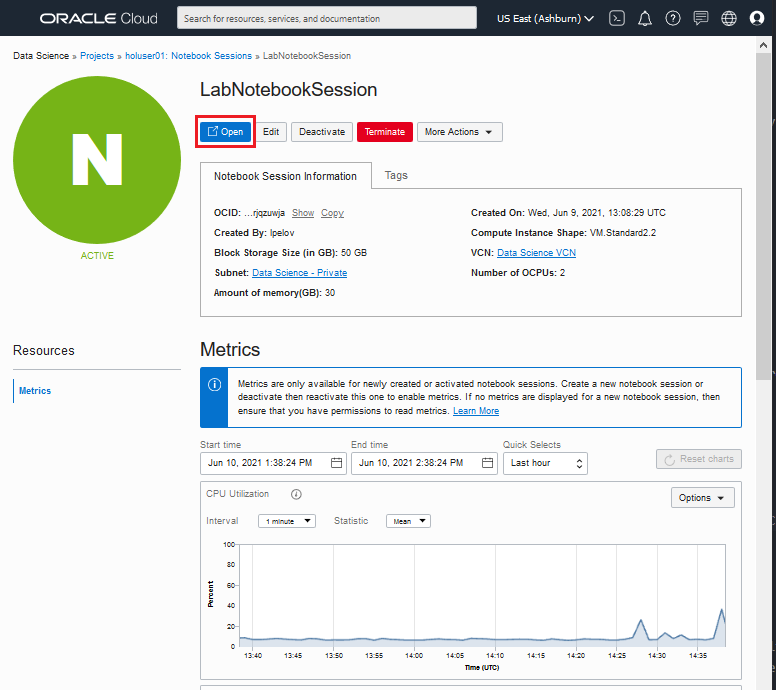 ORACLE Cloud
Search for resources, services, and documentation
US East (Ashburn)
Data Science » Projects » holuser01: Notebook Sessions » LabNotebookSession
N
ACTIVE
LabNotebookSession
Open Edit Deactivate Terminate More Actions
Notebook Session Information Tags
OCID: ...rjqzuwja Show Copy
Created By: lpelov
Block Storage Size (in GB): 50 GB
Subnet: Data Science - Private
Amount of memory(GB): 30
Created On: Wed, Jun 9, 2021, 13:08:29 UTC
Compute Instance Shape: VM.Standard2.2
VCN: Data Science VCN
Number of OCPUs: 2
Resources
Metrics
Metrics
Metrics are only available for newly created or activated notebook sessions. Create a new notebook session or
deactivate then reactivate this one to enable metrics. If no metrics are displayed for a new notebook session, then
ensure that you have permissions to read metrics. Learn More
Start time End time Quick Selects
Jun 10, 2021 1:38:24 PM Jun 10, 2021 2:38:24 PM Last hour Reset charts
CPU Utilization
Options
Interval 1 minute Statistic Mean
Percent
100
80
60
40
20
0
13:40 13:45 13:50 13:55 14:00 14:05 14:10 14:15 14:20 14:25 14:30 14:35
Time (UTC)